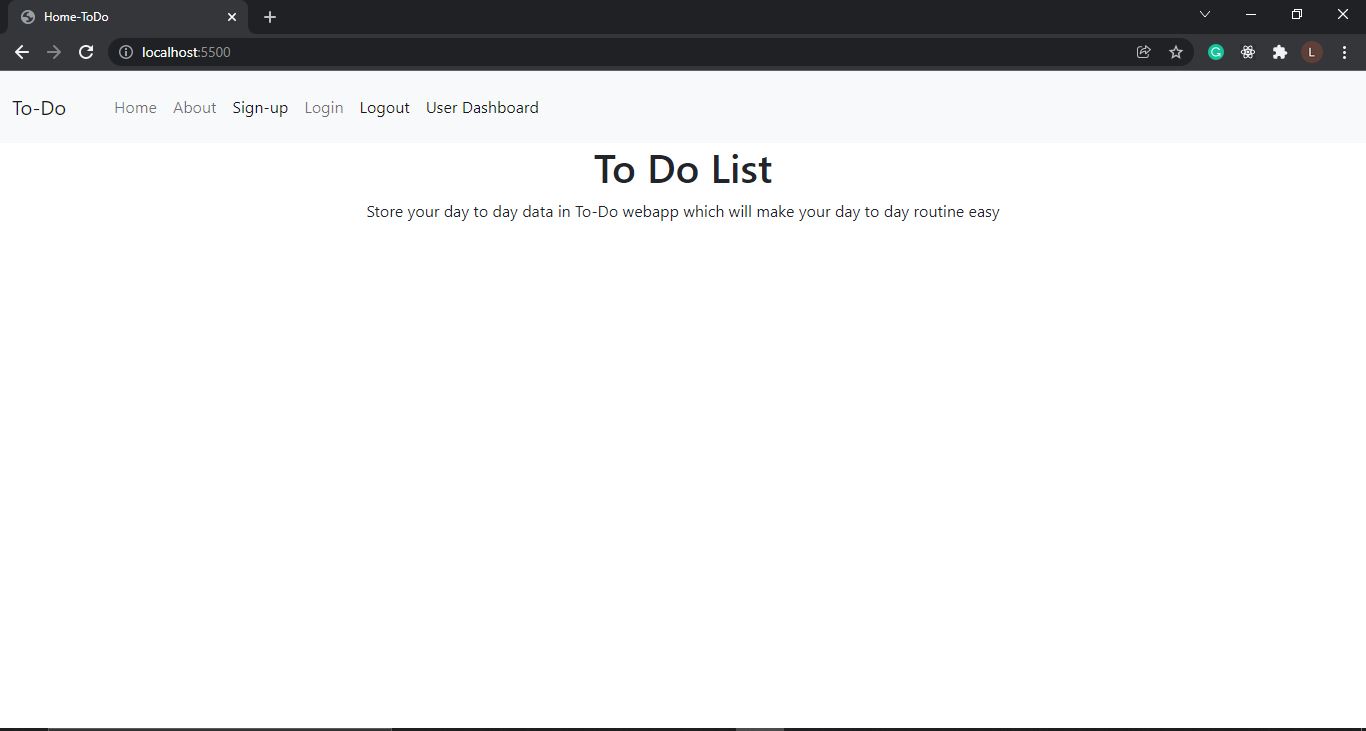 Home-ToDo
localhost:5500
G
L
To-Do Home About Sign-up Login Logout User Dashboard
To Do List
Store your day to day data in To-Do webapp which will make your day to day routine easy